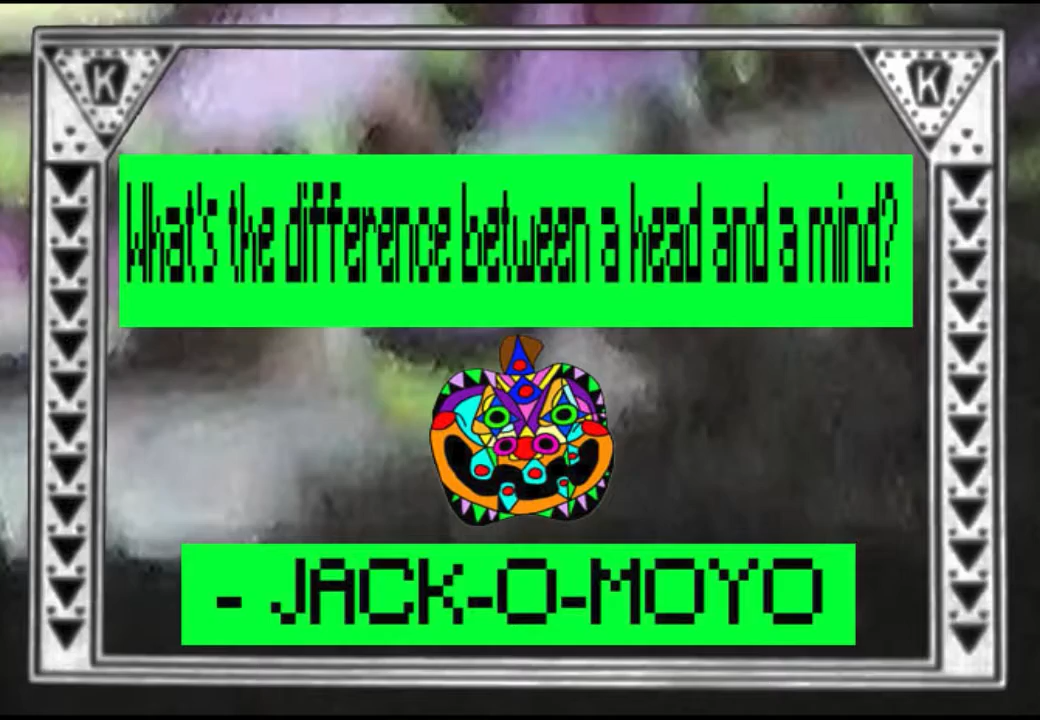 K K
What's the difference between a head and a mind?
- JACK-O-MOYO